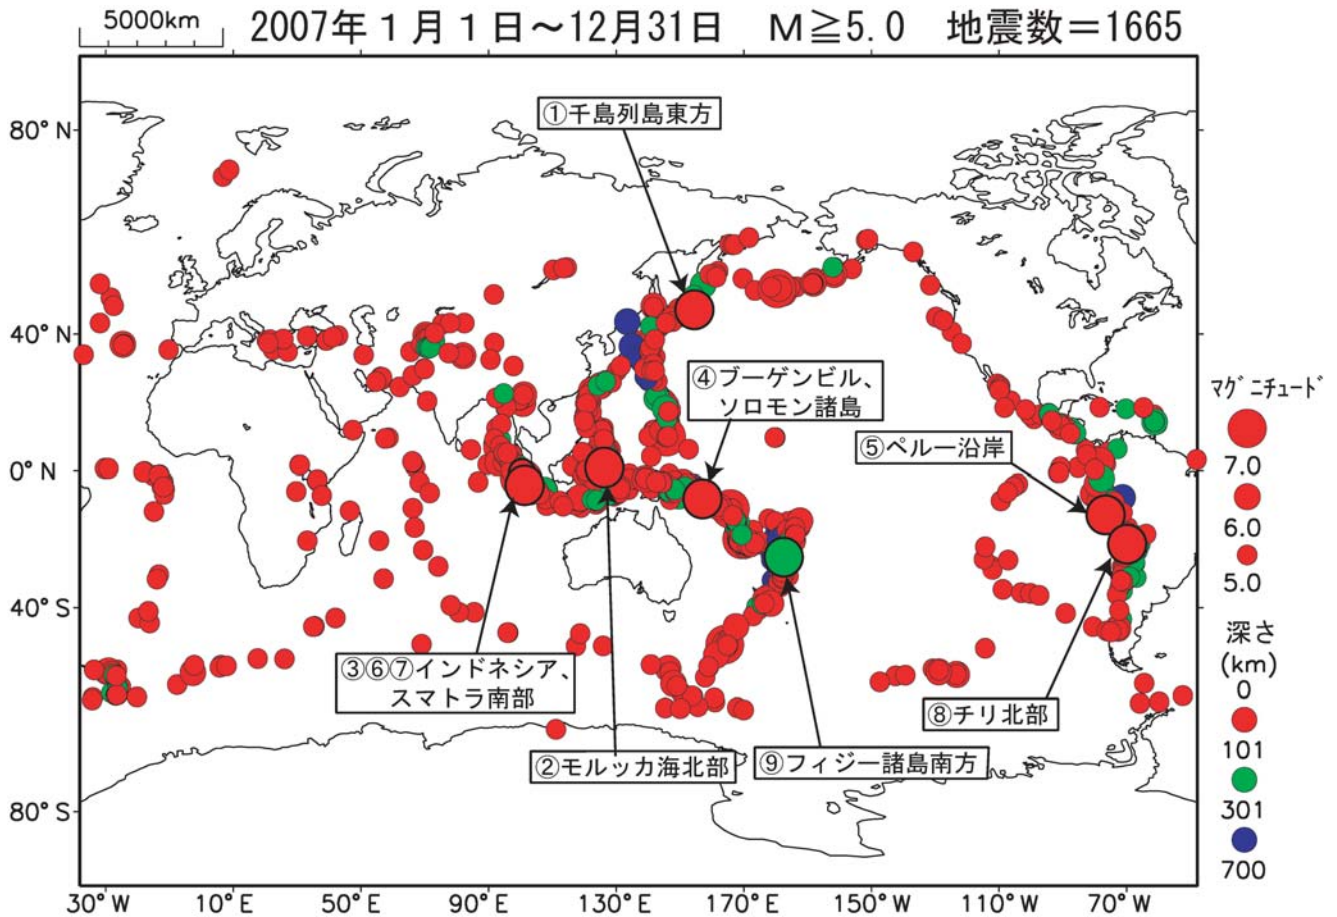 5000km
2007年1月1日～12月31日 M≧5.0 地震数＝1665
①千島列島東方
④ブーゲンビル、
ソロモン諸島
⑤ペルー沿岸
③⑥⑦インドネシア、
スマトラ南部
②モルッカ海北部
⑨フィジー諸島南方
⑧チリ北部
80°N
40°N
0°N
40°S
80°S
30°W 10°E 50°E 90°E 130°E 170°E 150°W 110°W 70°W
マグニチュード
7.0
6.0
5.0
深さ
(km)
0
101
301
700